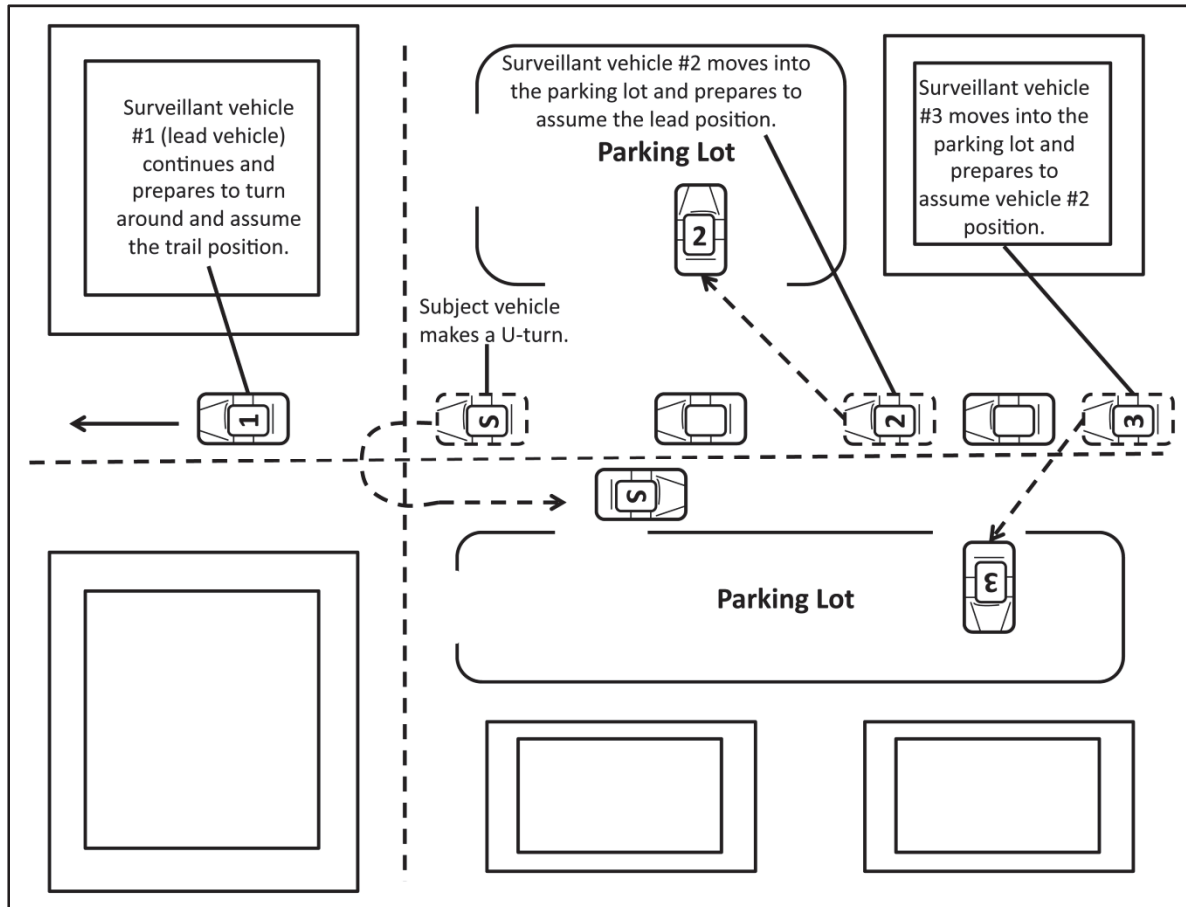 Surveillant vehicle
#1 (lead vehicle)
continues and
prepares to turn
around and assume
the trail position.
Surveillant vehicle #2 moves into
the parking lot and prepares to
assume the lead position.
Parking Lot
2
Surveillant vehicle
#3 moves into the
parking lot and
prepares to
assume vehicle #2
position.
Subject vehicle
makes a U-turn.
1
S
2
3
S
Parking Lot
3